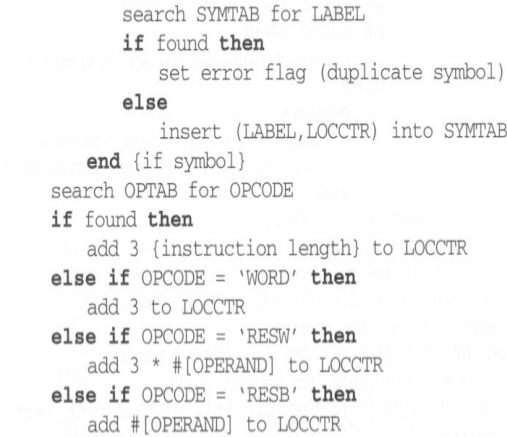 search SYMTAB for LABEL
if found then
set error flag (duplicate symbol)
else
insert (LABEL,LOCCTR) into SYMTAB
end {if symbol}
search OPTAB for OPCODE
if found then
add 3 {instruction length} to LOCCTR
else if OPCODE = 'WORD' then
add 3 to LOCCTR
else if OPCODE = 'RESW' then
add 3 * #[OPERAND] to LOCCTR
else if OPCODE = 'RESB' then
add #[OPERAND] to LOCCTR